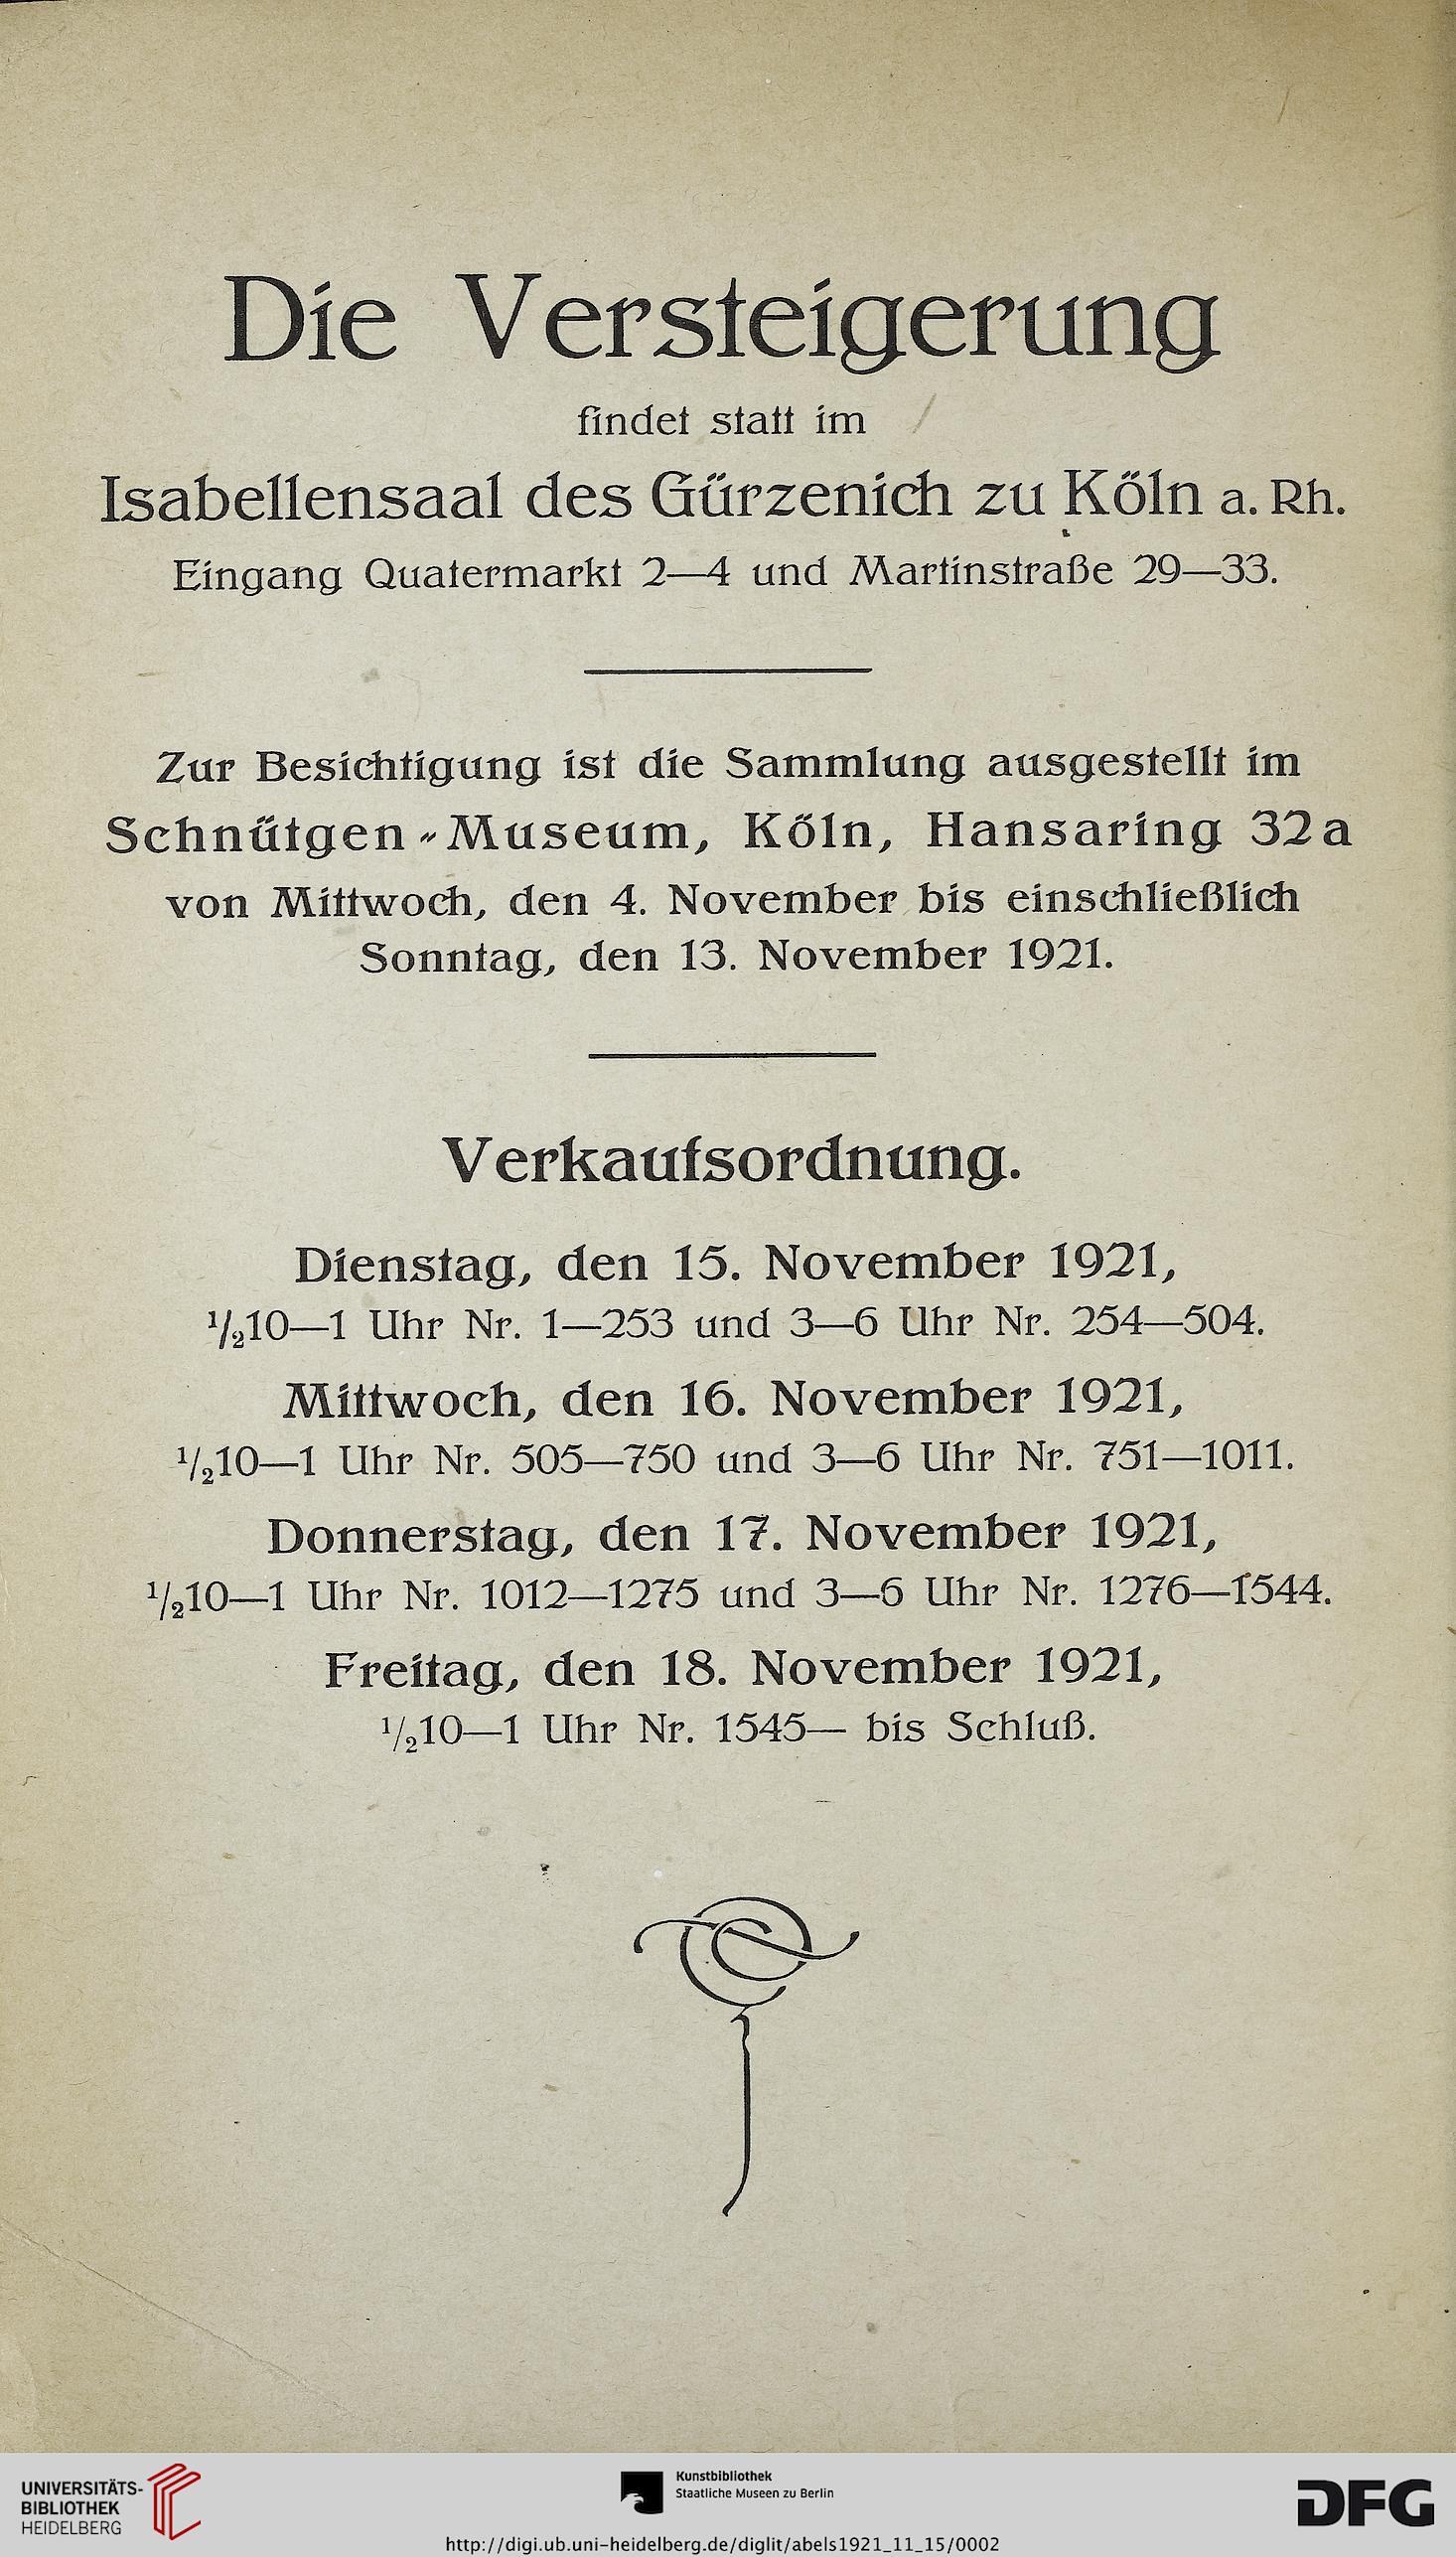 Die Versteigerung
findet statt im
Isabellensaal des Gürzenich zu Köln a. Rh.
Eingang Quatermarkt 2—4 und Martinstraße 29—33.
Zur Besichtigung ist die Sammlung ausgestellt im
Schnütgen-Museum, Köln, Hansaring 32a
von Mittwoch, den 4. November bis einschließlich
Sonntag, den 13. November 1921.
Verkaufsordnung.
Dienstag, den 15. November 1921,
1/210—1 Uhr Nr. 1—253 und 3—6 Uhr Nr. 254—504.
Mittwoch, den 16. November 1921,
1/210—1 Uhr Nr. 505—750 und 3—6 Uhr Nr. 751—1011.
Donnerstag, den 17. November 1921,
1/210—1 Uhr Nr. 1012—1275 und 3—6 Uhr Nr. 1276—1544.
Freitag, den 18. November 1921,
1/210—1 Uhr Nr. 1545— bis Schluß.
UNIVERSITÄTS-
BIBLIOTHEK
HEIDELBERG
Kunstbibliothek
Staatliche Museen zu Berlin
http://digi.ub.uni-heidelberg.de/diglit/abels1921_11_15/0002
DFG